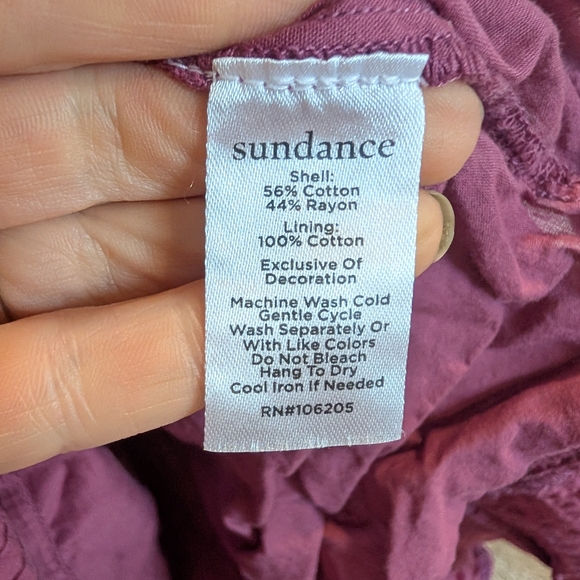 sundance
Shell:
56% Cotton
44% Rayon
Lining:
100% Cotton
Exclusive Of
Decoration
Machine Wash Cold
Gentle Cycle
Wash Separately Or
With Like Colors
Do Not Bleach
Hang To Dry
Cool Iron If Needed
RN#106205